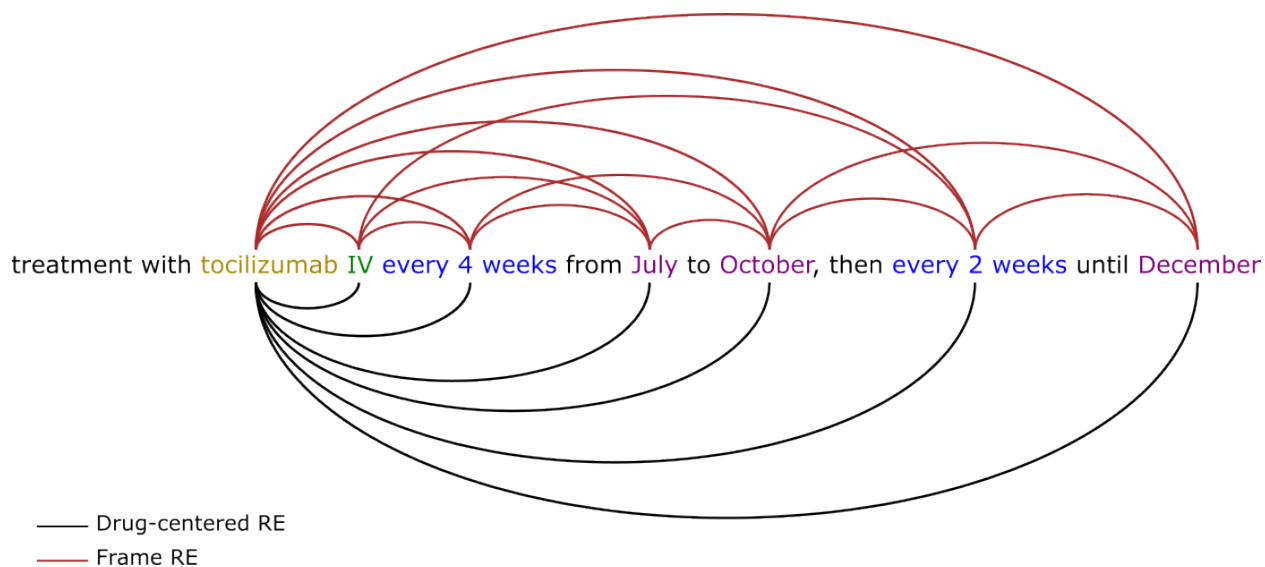 treatment with tocilizumab IV every 4 weeks from July to October, then every 2 weeks until December
Drug-centered RE
Frame RE